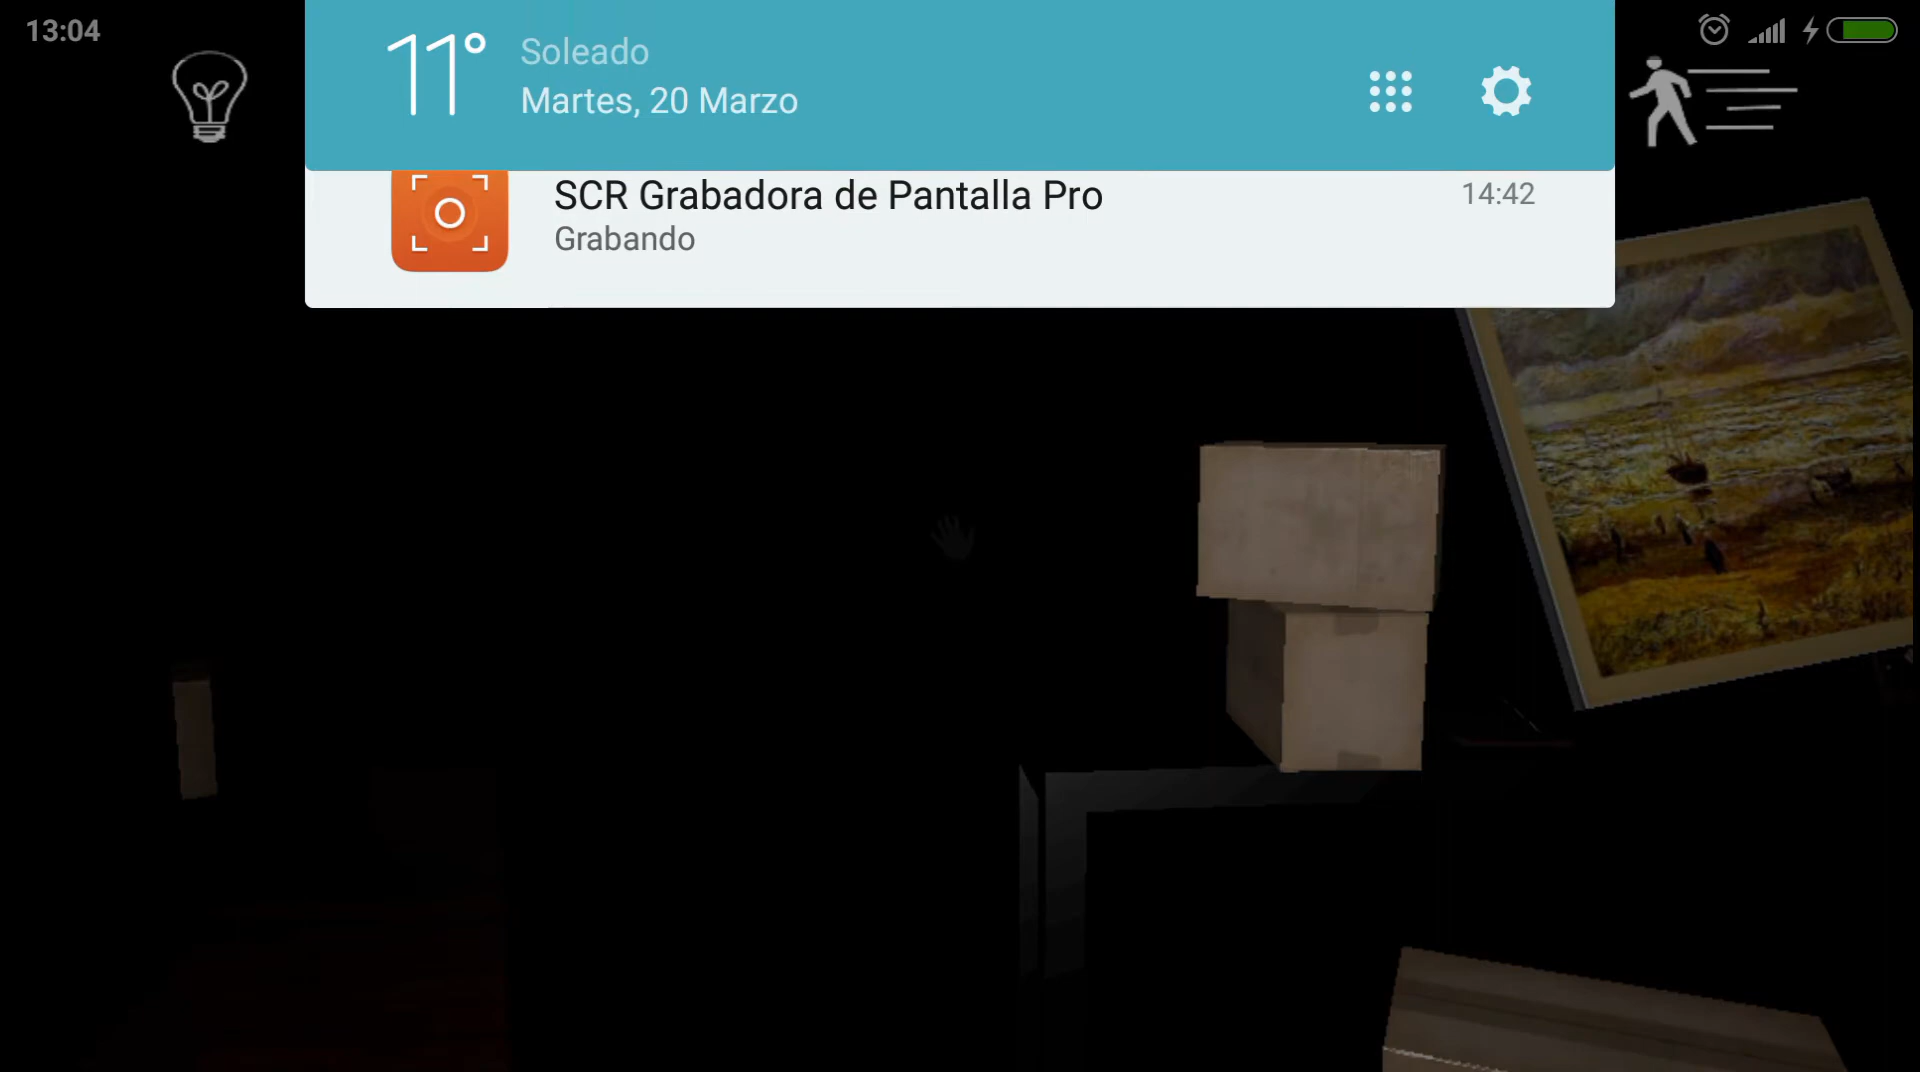 13:04
11°
Soleado
Martes, 20 Marzo
SCR Grabadora de Pantalla Pro
14:42
Grabando